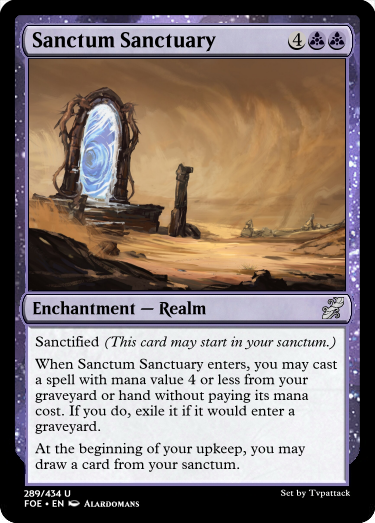 Sanctum Sanctuary 4
Enchantment — Realm
Sanctified (This card may start in your sanctum.)
When Sanctum Sanctuary enters, you may cast
a spell with mana value 4 or less from your
graveyard or hand without paying its mana
cost. If you do, exile it if it would enter a
graveyard.
At the beginning of your upkeep, you may
draw a card from your sanctum.
289/434 U
FOE • EN Alardomans
Set by Tvpattack